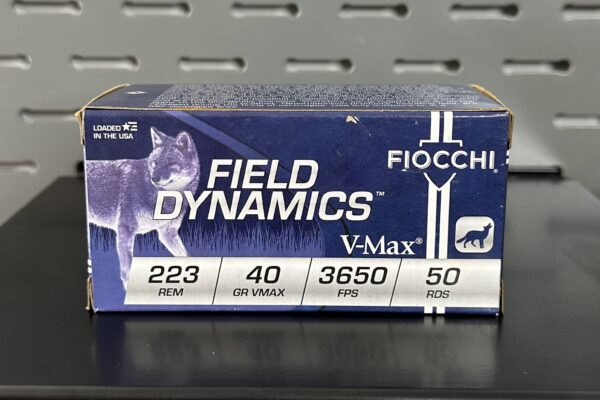 LOADED
IN THE USA
FIELD
DYNAMICS™
FIOCCHI®
V-Max®
223
REM
40
GR VMAX
3650
FPS
50
RDS